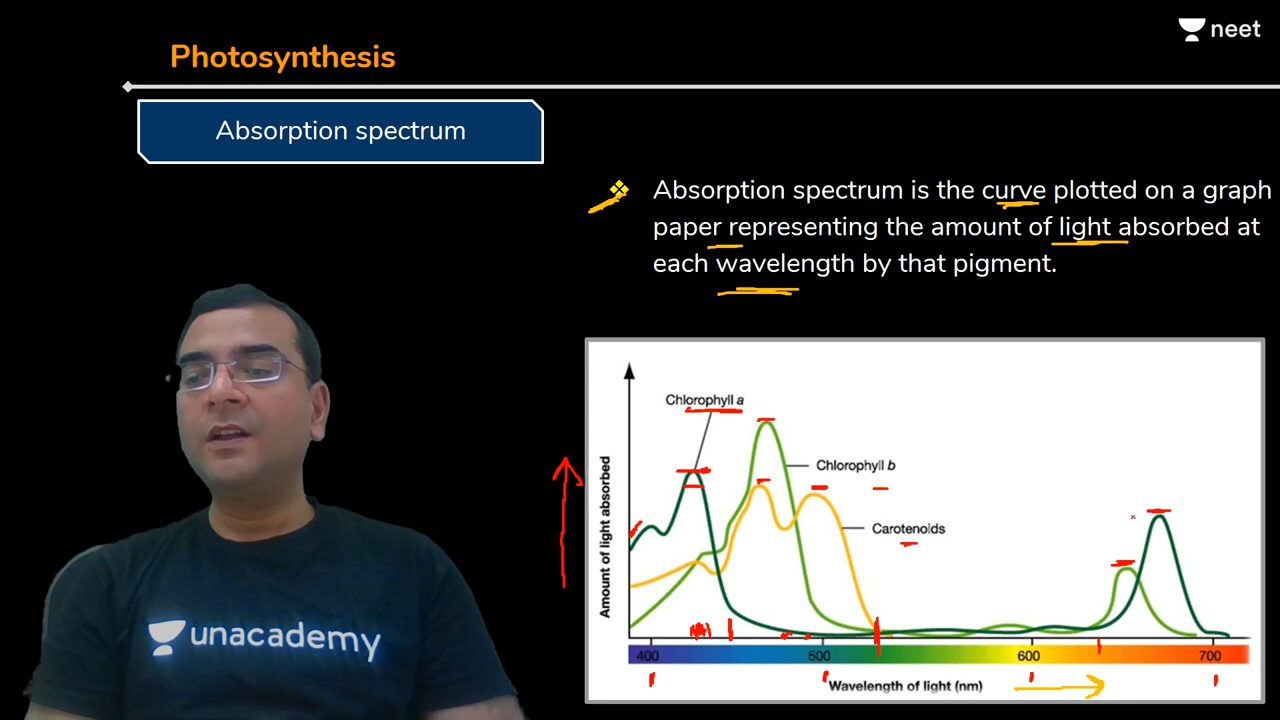 neet
Photosynthesis
Absorption spectrum
Absorption spectrum is the curve plotted on a graph
paper representing the amount of light absorbed at
each wavelength by that pigment.
Chlorophyll a
Chlorophyll b
Carotenoids
Amount of light absorbed
400 500 600 700
Wavelength of light (nm)
unacademy